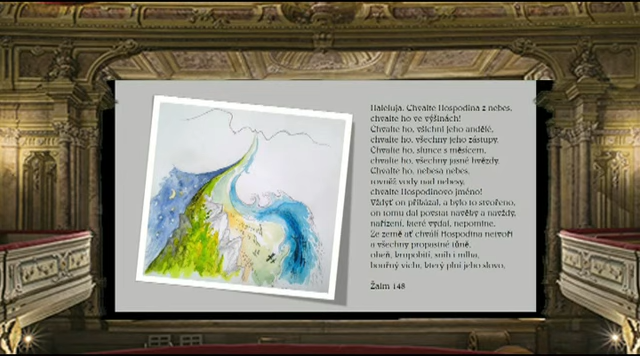 Haleluja. Chvalte Hospodina z nebes,
chvalte ho ve výšinách!
Chvalte ho, všichni jeho andělé,
chvalte ho, všechny jeho zástupy.
Chvalte ho, slunce s měsícem,
chvalte ho, všechny jasné hvězdy.
Chvalte ho, nebesa nebes,
rovněž vody nad nebesy,
chvalte Hospodinovo jméno!
Vždyť on přikázal, a bylo to stvořeno,
on tomu dal povstat navěky a navždy,
nařízení, které vydal, nepomine.
Ze země ať chválí Hospodina netvoři
a všechny propastné tůně,
oheň, krupobití, sníh i mlha,
bouřný vichr, který plní jeho slovo,
Žalm 148